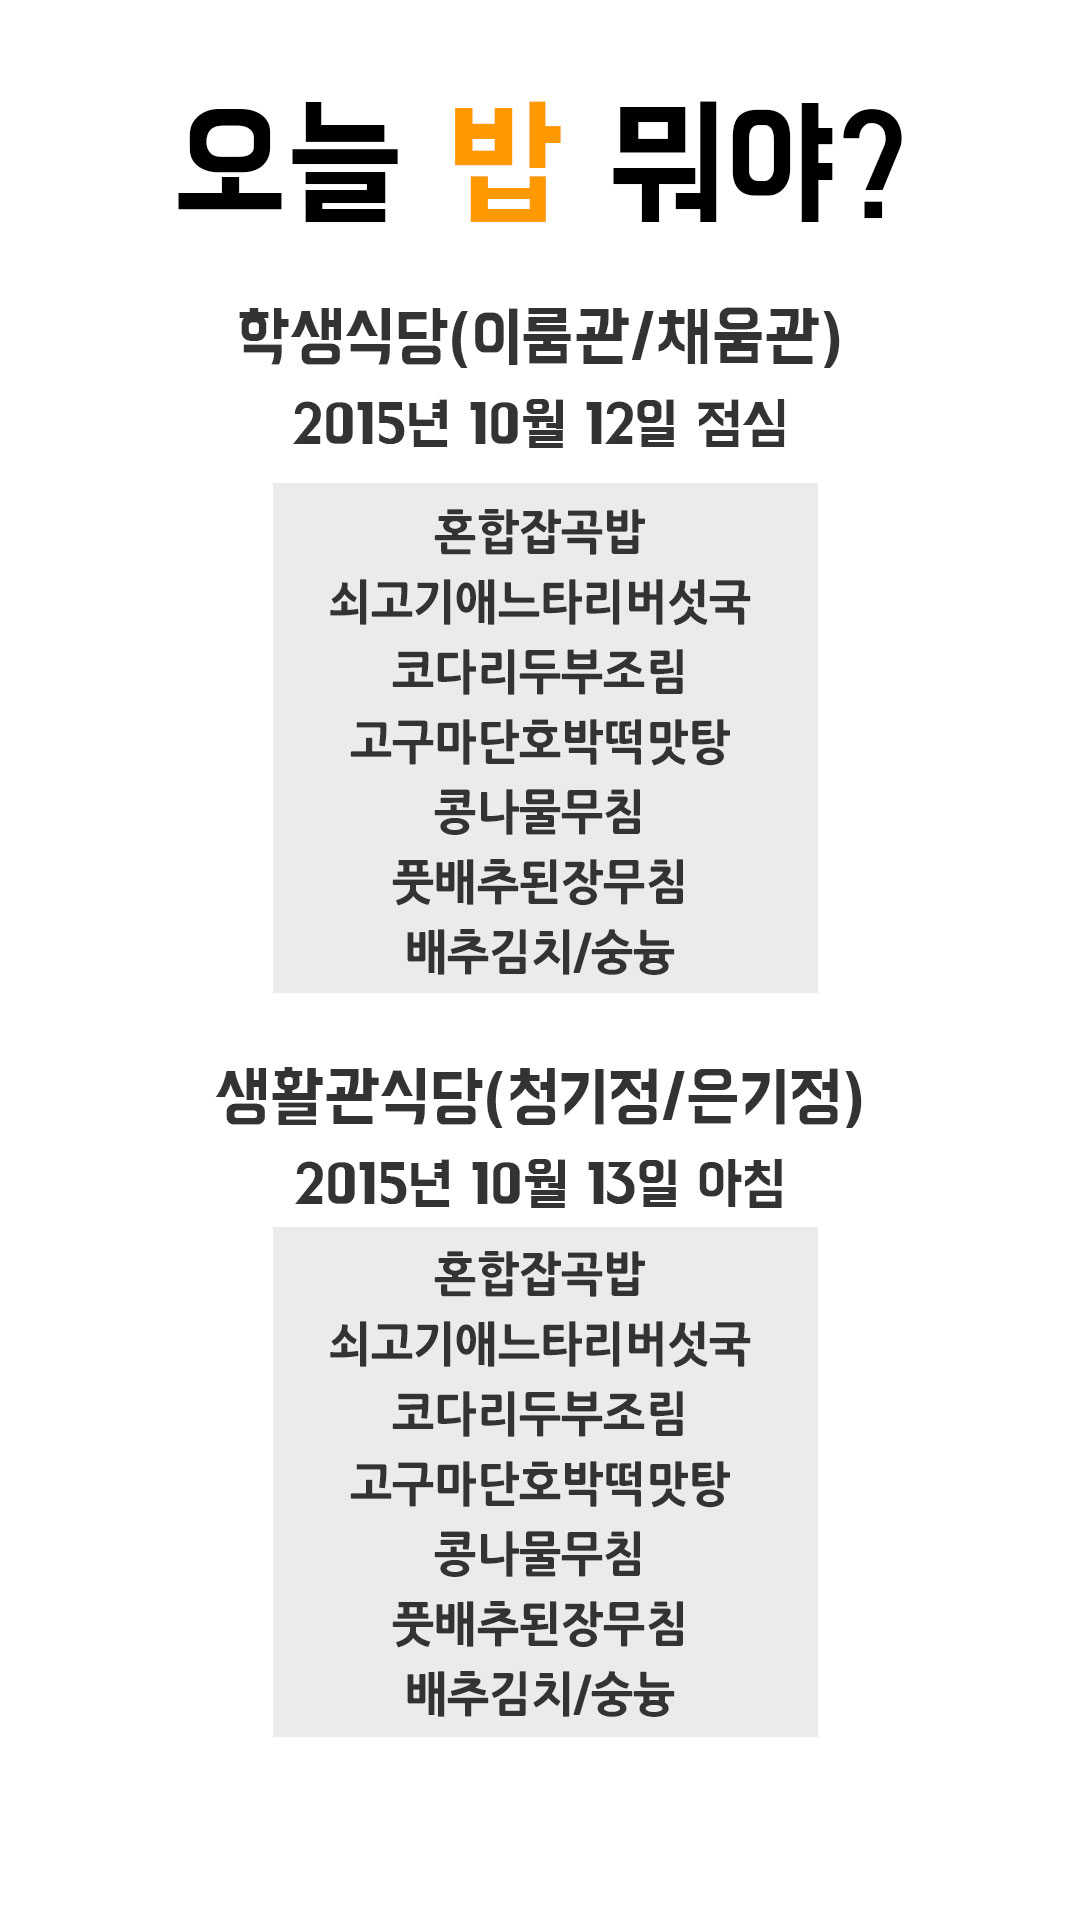 오늘 밥 뭐야?
학생식당(이룸관/채움관)
2015년 10월 12일 점심
혼합잡곡밥
쇠고기애느타리버섯국
코다리두부조림
고구마단호박떡맛탕
콩나물무침
풋배추된장무침
배추김치/숭늉
생활관식당(청기정/은기정)
2015년 10월 13일 아침
혼합잡곡밥
쇠고기애느타리버섯국
코다리두부조림
고구마단호박떡맛탕
콩나물무침
풋배추된장무침
배추김치/숭늉